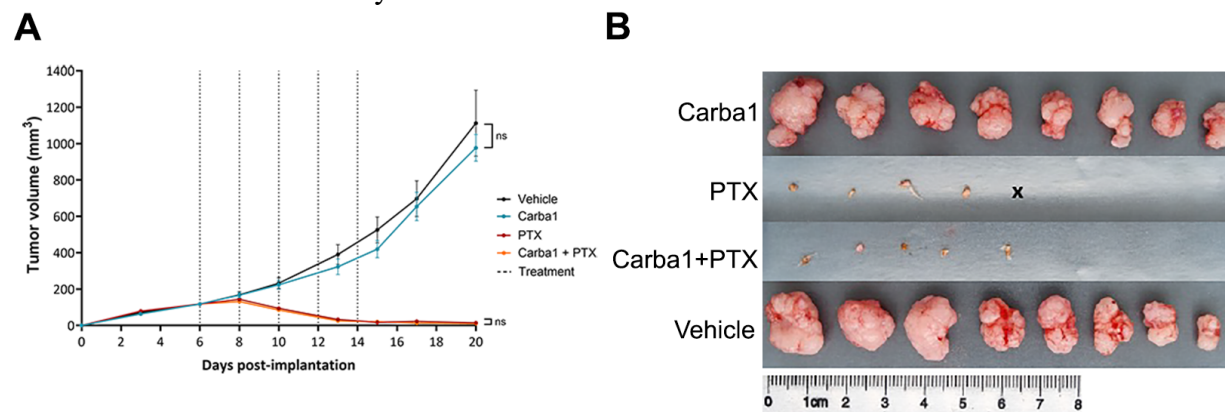 A
B
1400
1200
1000
800
600
400
200
0
Tumor volume (mm3)
0 2 4 6 8 10 12 14 16 18 20
Days post-implantation
ns
ns
Vehicle
Carba1
PTX
Carba1 + PTX
Treatment
Carba1
PTX
x
Carba1+PTX
Vehicle
0 1cm 2 3 4 5 6 7 8